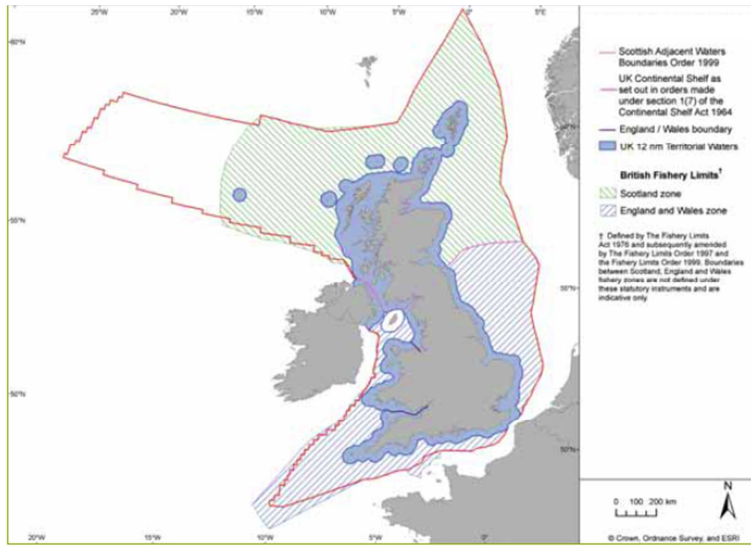 25°W 20°W 15°W 10°W 5°W 0° 5°E
60°N
60°N
55°N
55°N
50°N
50°N
20°W 15°W 10°W 5°W 0°
Scottish Adjacent Waters
Boundaries Order 1999
UK Continental Shelf as
set out in orders made
under section 1(7) of the
Continental Shelf Act 1964
England / Wales boundary
UK 12 nm Territorial Waters
British Fishery Limits†
Scotland zone
England and Wales zone
† Defined by The Fishery Limits
Act 1976 and subsequently amended
by The Fishery Limits Order 1997 and
the Fishery Limits Order 1999. Boundaries
between Scotland, England and Wales
fishery zones are not defined under
these statutory instruments and are
indicative only.
N
0 100 200 km
© Crown, Ordnance Survey, and ESRI